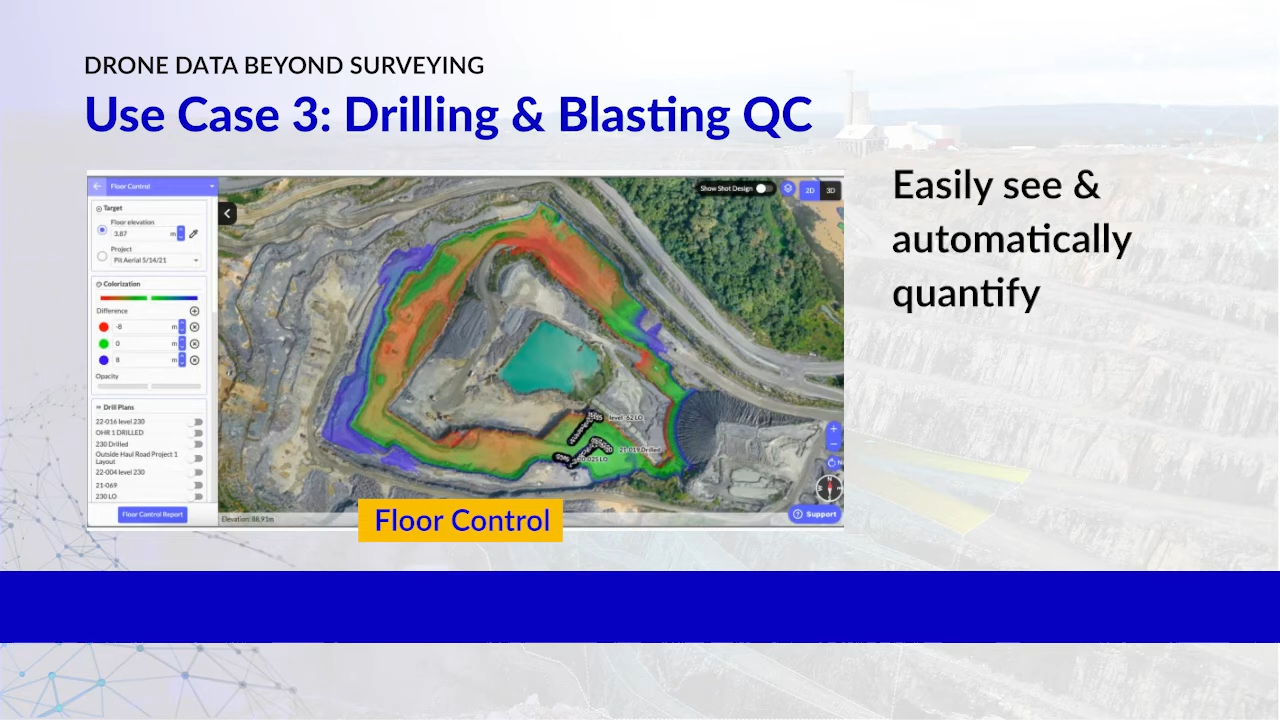 DRONE DATA BEYOND SURVEYING
Use Case 3: Drilling & Blasting QC
Easily see &
automatically
quantify
Floor Control
Show Shot Design
2D
3D
Target
Floor elevation
3.87
m
Project
Pit Aerial 5/14/21
Colorization
Difference
-8
m
0
m
8
m
Opacity
Drill Plans
22-016 level 230
OHR 1 DRILLED
230 Drilled
Outside Haul Road Project 1
Layout
22-004 level 230
21-069
230 LO
Floor Control Report
Elevation: 88.91m
Support
N
Floor Control